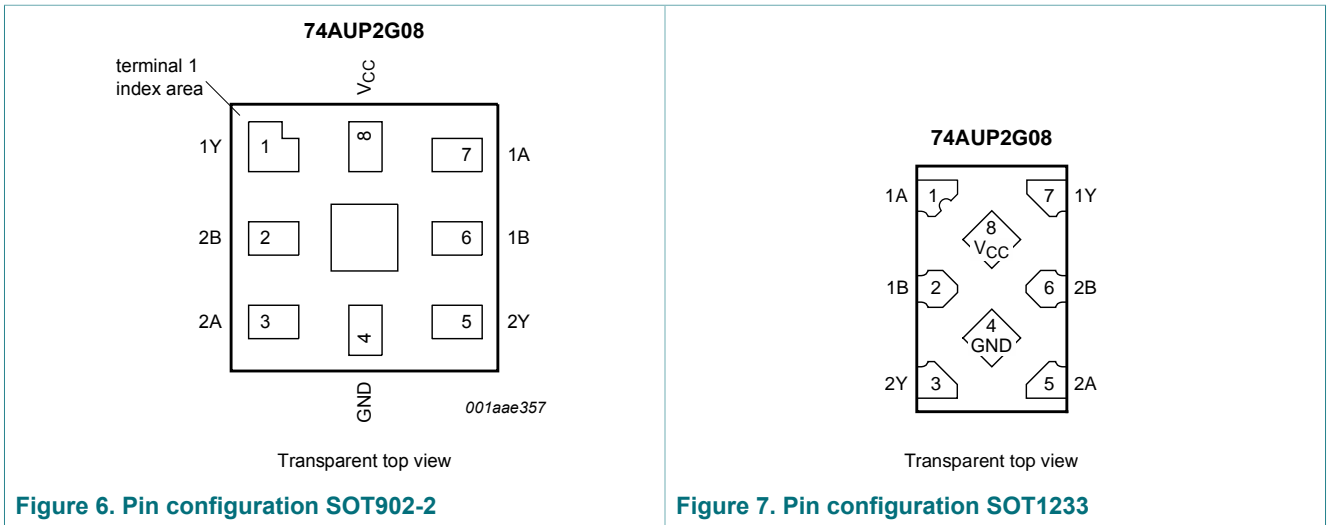 74AUP2G08
terminal 1
index area
VCC
1Y 1 8 7 1A
2B 2 6 1B
2A 3 4 5 2Y
GND
001aae357
Transparent top view
Figure 6. Pin configuration SOT902-2
74AUP2G08
1A 1 7 1Y
8
VCC
1B 2 6 2B
4
GND
2Y 3 5 2A
Transparent top view
Figure 7. Pin configuration SOT1233